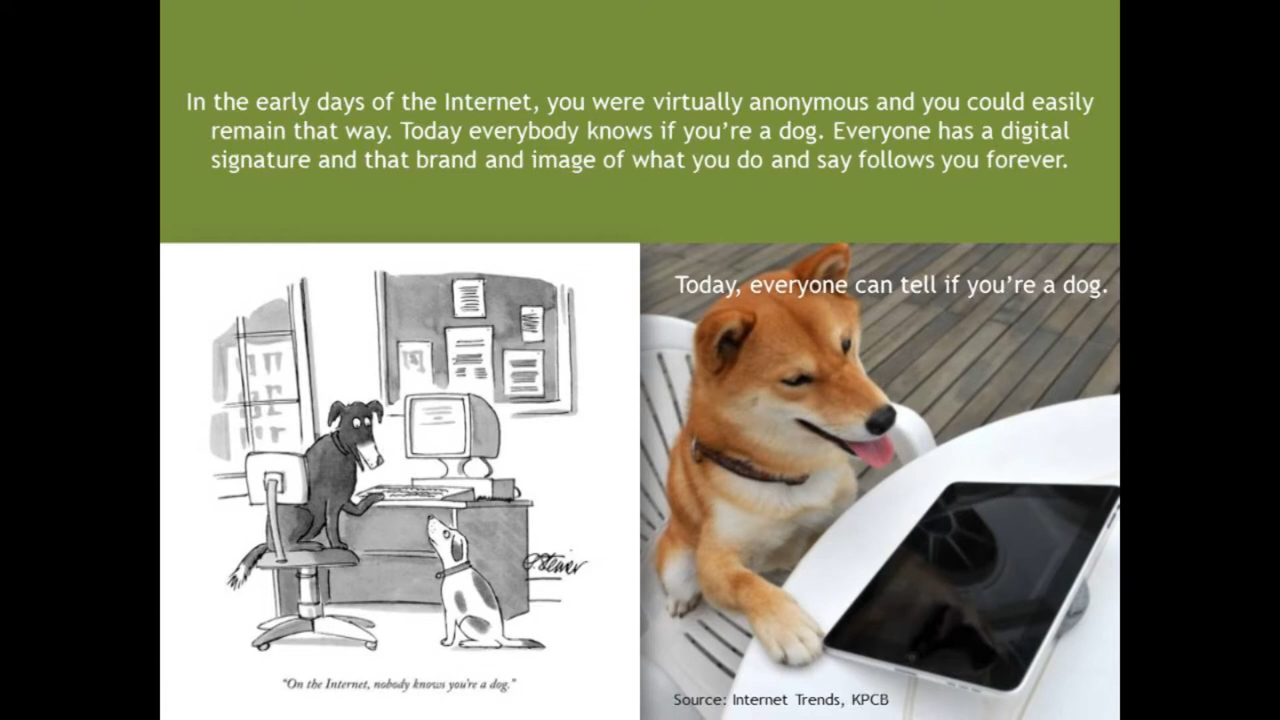 In the early days of the Internet, you were virtually anonymous and you could easily
remain that way. Today everybody knows if you're a dog. Everyone has a digital
signature and that brand and image of what you do and say follows you forever.
Today, everyone can tell if you're a dog.
P. Steiner
"On the Internet, nobody knows you're a dog."
Source: Internet Trends, KPCB